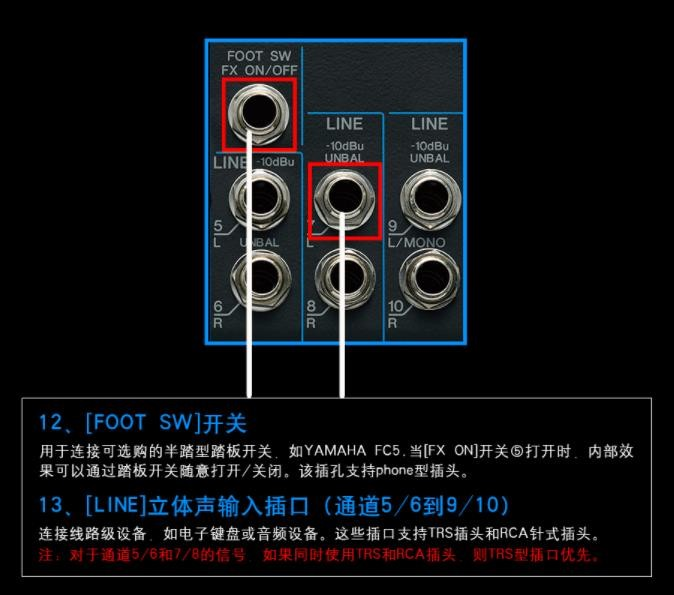 FOOT SW
FX ON/OFF
LINE
LINE
-10dBu
UNBAL
-10dBu
UNBAL
LINE -10dBu
5
L
UNBAL
7
L
9
L/MONO
6
R
8
R
10
R
12、[FOOT SW]开关
用于连接可选购的半踏型踏板开关，如YAMAHA FC5.当[FX ON]开关⑤打开时，内部效
果可以通过踏板开关随意打开/关闭。该插孔支持phone型插头。
13、[LINE]立体声输入插口（通道5/6到9/10）
连接线路级设备，如电子键盘或音频设备。这些插口支持TRS插头和RCA针式插头。
注：对于通道5/6和7/8的信号，如果同时使用TRS和RCA插头，则TRS型插口优先。